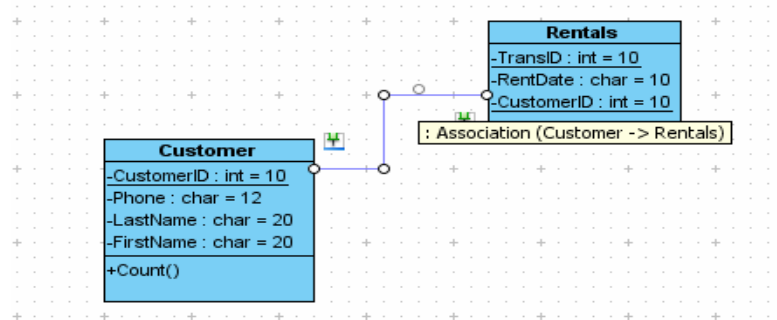 Rentals
-TransID : int = 10
-RentDate : char = 10
-CustomerID : int = 10
: Association (Customer -> Rentals)
Customer
-CustomerID : int = 10
-Phone : char = 12
-LastName : char = 20
-FirstName : char = 20
+Count()